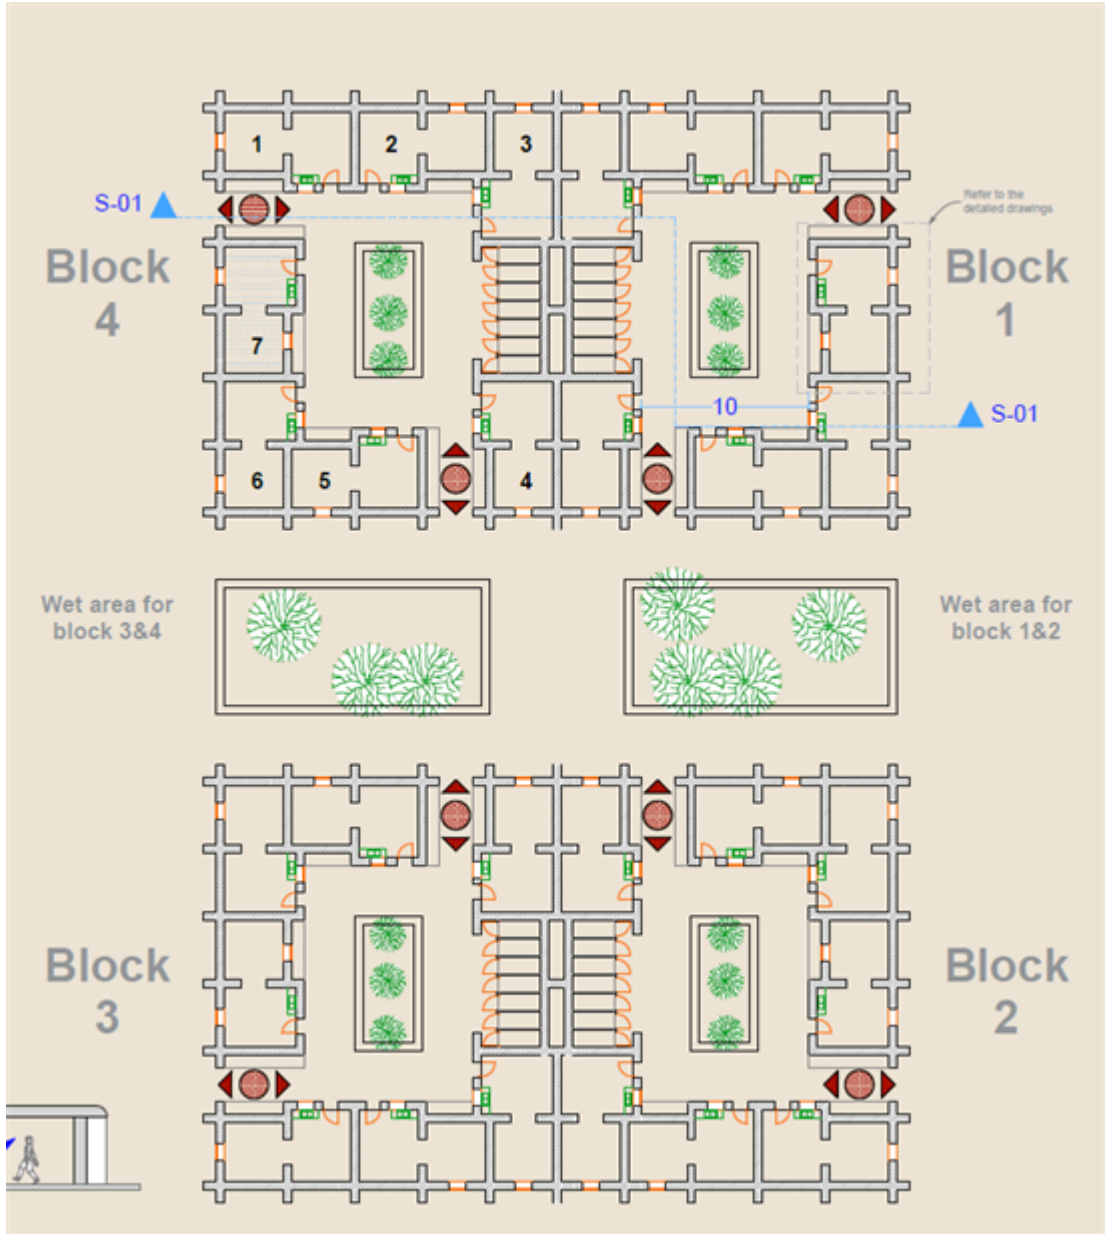 1
2
3
S-01
Refer to the
detailed drawings
Block
4
Block
1
7
10
S-01
6
5
4
Wet area for
block 3&4
Wet area for
block 1&2
Block
3
Block
2